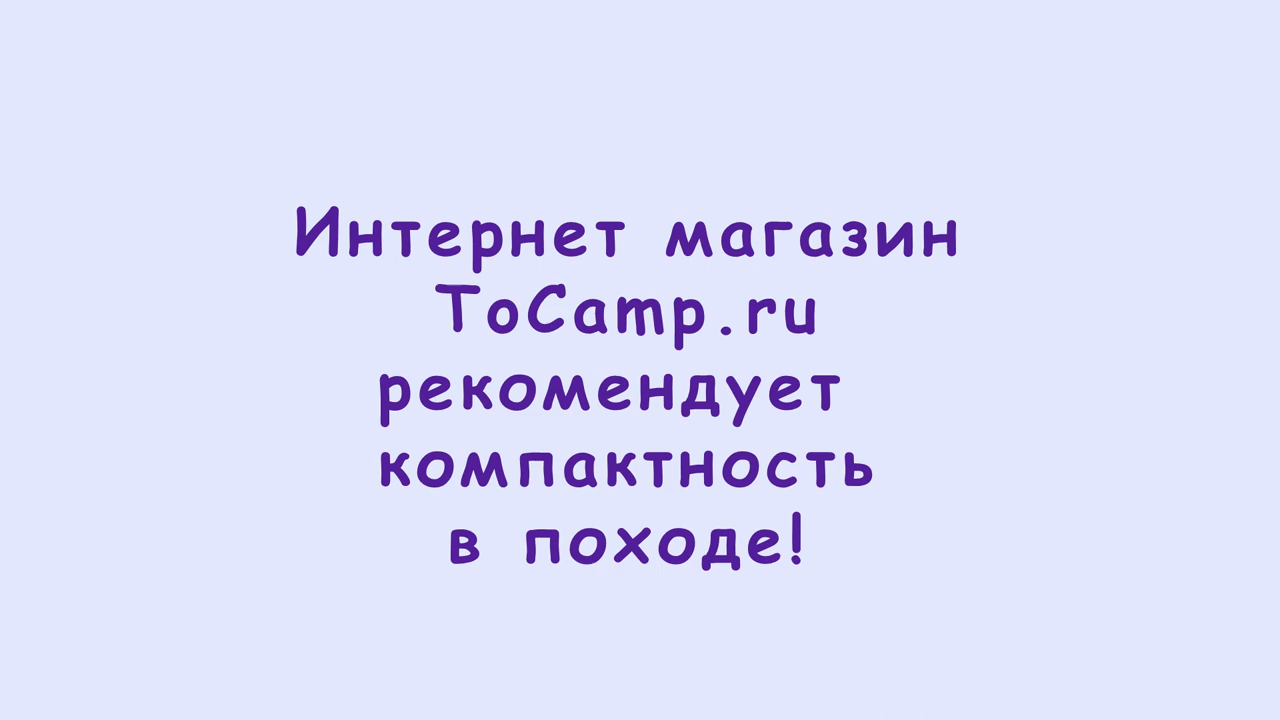 Интернет магазин
ToCamp.ru
рекомендует
компактность
в походе!